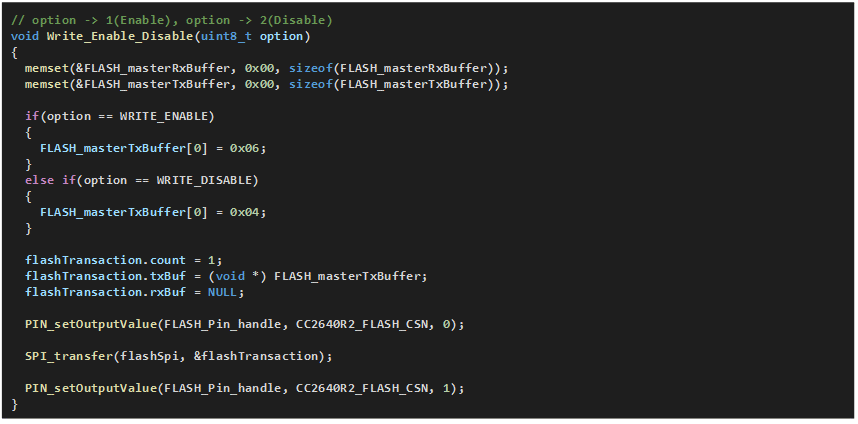 // option -> 1(Enable), option -> 2(Disable)
void Write_Enable_Disable(uint8_t option)
{
  memset(&FLASH_masterRxBuffer, 0x00, sizeof(FLASH_masterRxBuffer));
  memset(&FLASH_masterTxBuffer, 0x00, sizeof(FLASH_masterTxBuffer));

  if(option == WRITE_ENABLE)
  {
    FLASH_masterTxBuffer[0] = 0x06;
  }
  else if(option == WRITE_DISABLE)
  {
    FLASH_masterTxBuffer[0] = 0x04;
  }

  flashTransaction.count = 1;
  flashTransaction.txBuf = (void *) FLASH_masterTxBuffer;
  flashTransaction.rxBuf = NULL;

  PIN_setOutputValue(FLASH_Pin_handle, CC2640R2_FLASH_CSN, 0);

  SPI_transfer(flashSpi, &flashTransaction);

  PIN_setOutputValue(FLASH_Pin_handle, CC2640R2_FLASH_CSN, 1);
}